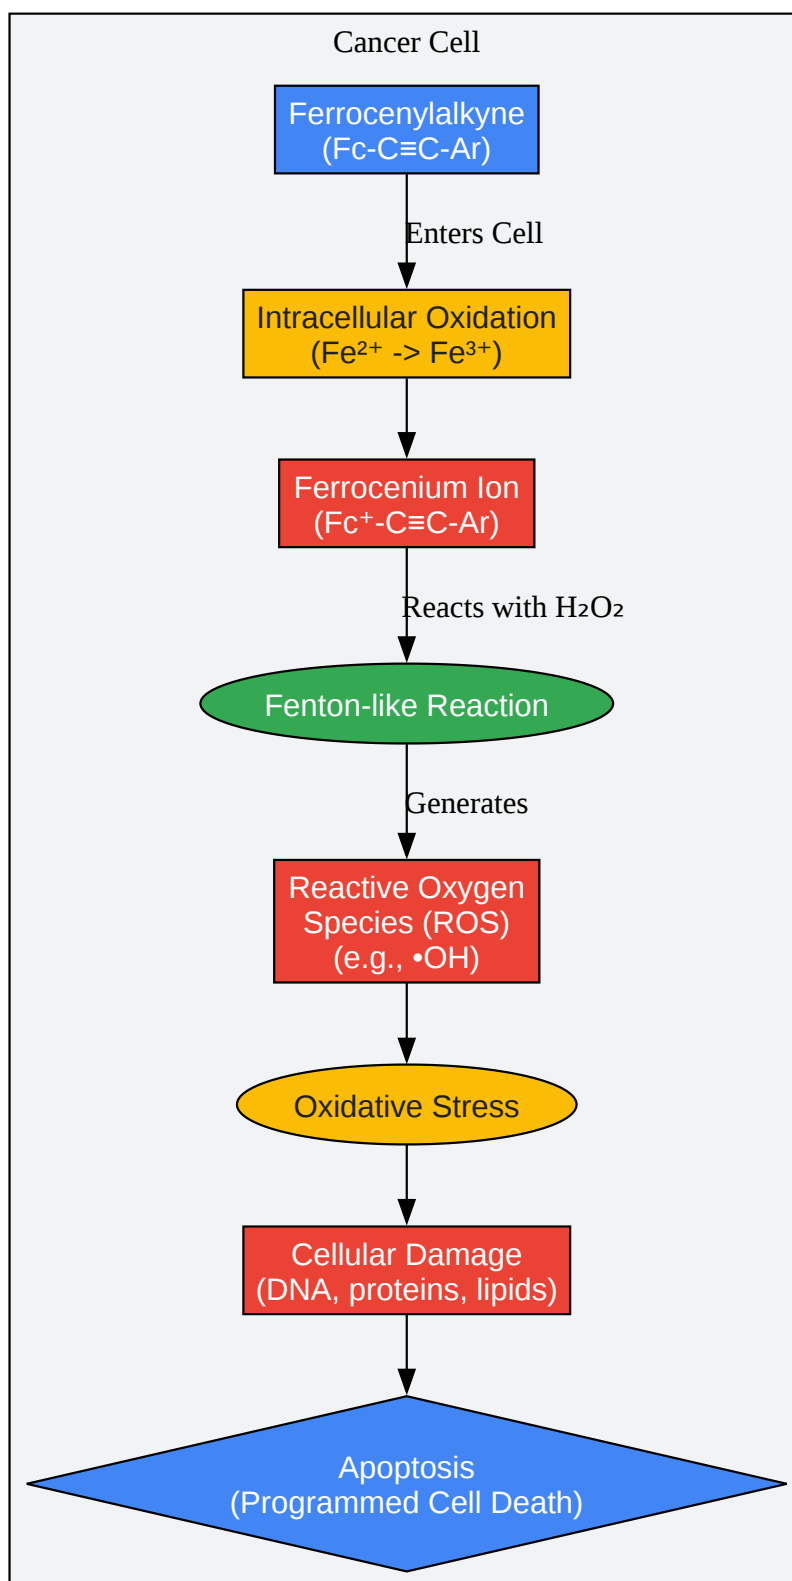 Cancer Cell
Ferrocenylalkyne
(Fc-C≡C-Ar)
Enters Cell
Intracellular Oxidation
(Fe²⁺ -> Fe³⁺)
Ferrocenium Ion
(Fc⁺-C≡C-Ar)
Reacts with H₂O₂
Fenton-like Reaction
Generates
Reactive Oxygen
Species (ROS)
(e.g., •OH)
Oxidative Stress
Cellular Damage
(DNA, proteins, lipids)
Apoptosis
(Programmed Cell Death)